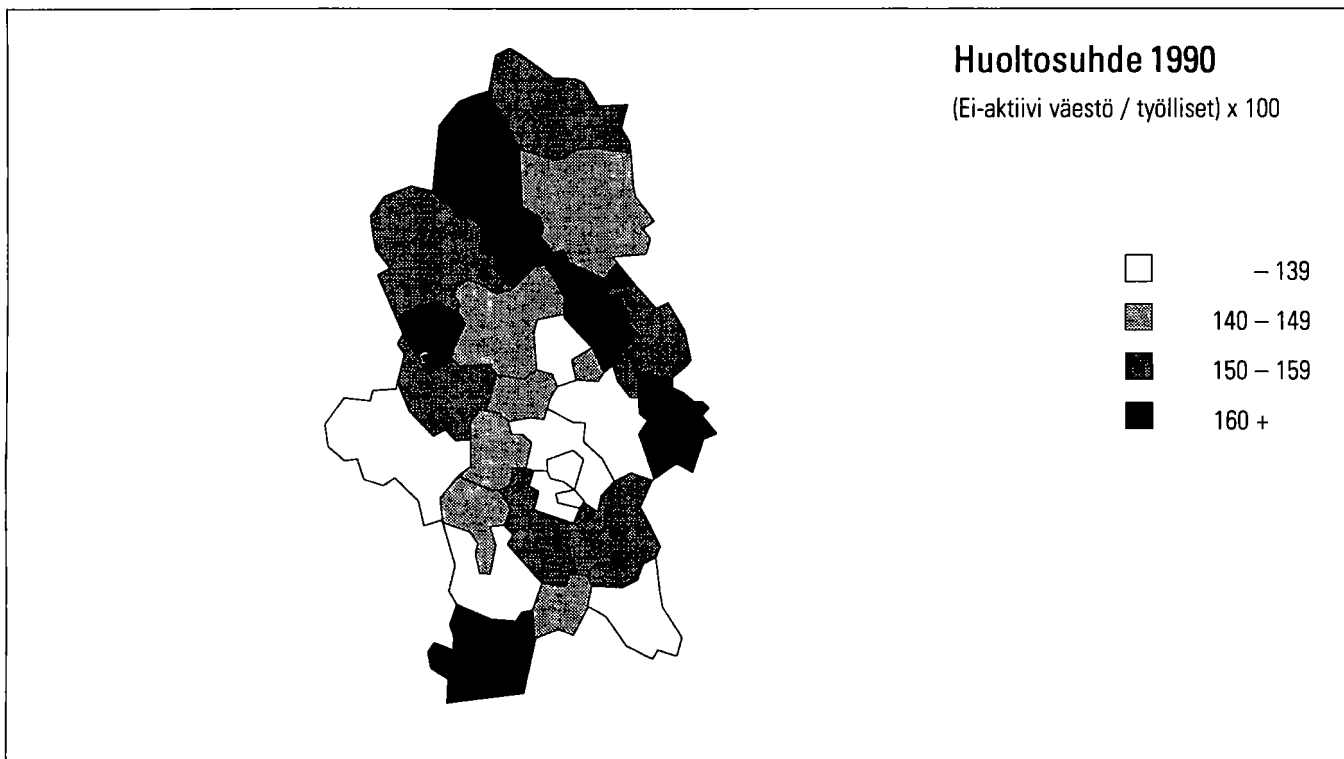 Huoltosuhde 1990
(Ei-aktiivi väestö / työlliset) x 100
– 139
140 – 149
150 – 159
160 +